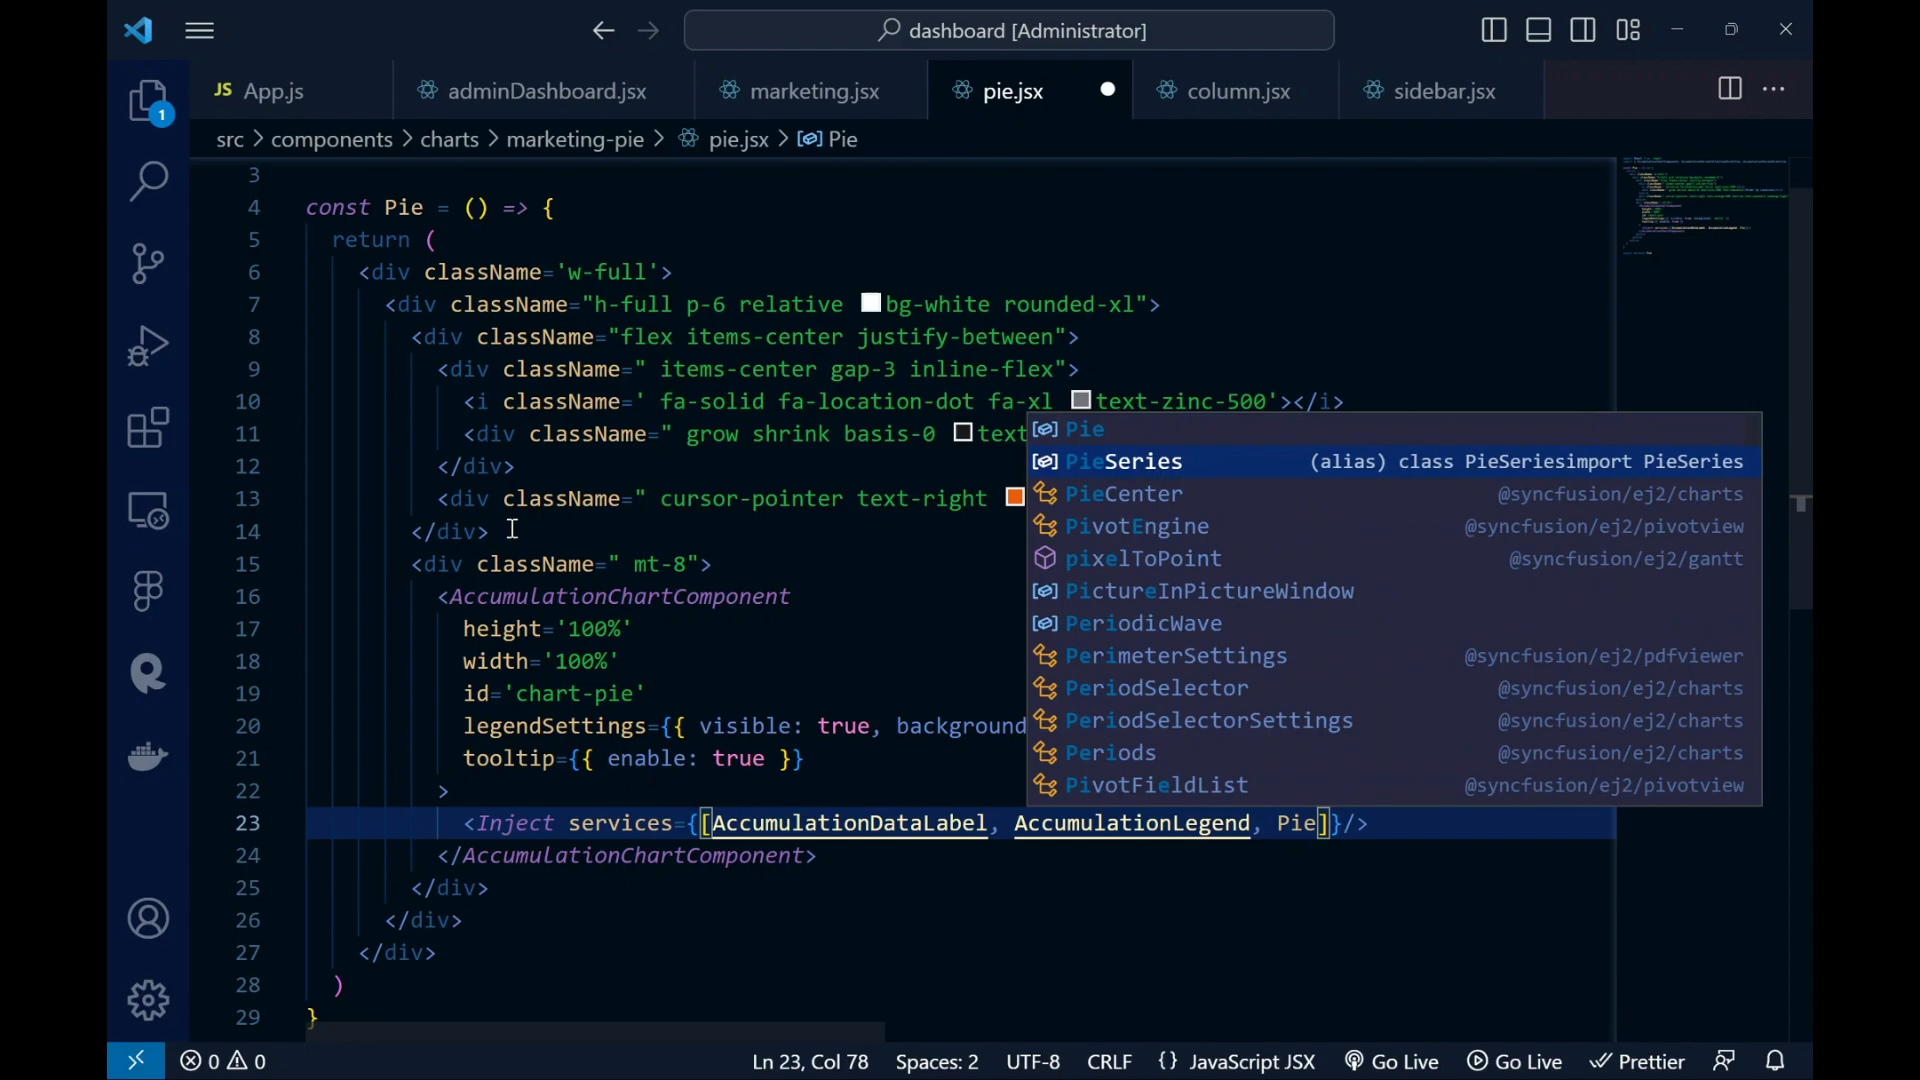 dashboard [Administrator]
JS App.js
adminDashboard.jsx
marketing.jsx
pie.jsx
column.jsx
sidebar.jsx
1
src > components > charts > marketing-pie > pie.jsx > Pie
3
4 const Pie = () => {
5 return (
6 <div className='w-full'>
7 <div className="h-full p-6 relative bg-white rounded-xl">
8 <div className="flex items-center justify-between">
9 <div className=" items-center gap-3 inline-flex">
10 <i className=' fa-solid fa-location-dot fa-xl text-zinc-500'></i>
11 <div className=" grow shrink basis-0 text
12 </div>
13 <div className=" cursor-pointer text-right
14 </div>
15 <div className=" mt-8">
16 <AccumulationChartComponent
17 height='100%'
18 width='100%'
19 id='chart-pie'
20 legendSettings={{ visible: true, background
21 tooltip={{ enable: true }}
22 >
23 <Inject services={[AccumulationDataLabel, AccumulationLegend, Pie]}/>
24 </AccumulationChartComponent>
25 </div>
26 </div>
27 </div>
28 )
29 }
Pie
PieSeries (alias) class PieSeriesimport PieSeries
PieCenter @syncfusion/ej2/charts
PivotEngine @syncfusion/ej2/pivotview
pixelToPoint @syncfusion/ej2/gantt
PictureInPictureWindow
PeriodicWave
PerimeterSettings @syncfusion/ej2/pdfviewer
PeriodSelector @syncfusion/ej2/charts
PeriodSelectorSettings @syncfusion/ej2/charts
Periods @syncfusion/ej2/charts
PivotFieldList @syncfusion/ej2/pivotview
0 0 Ln 23, Col 78 Spaces: 2 UTF-8 CRLF {} JavaScript JSX Go Live Go Live Prettier